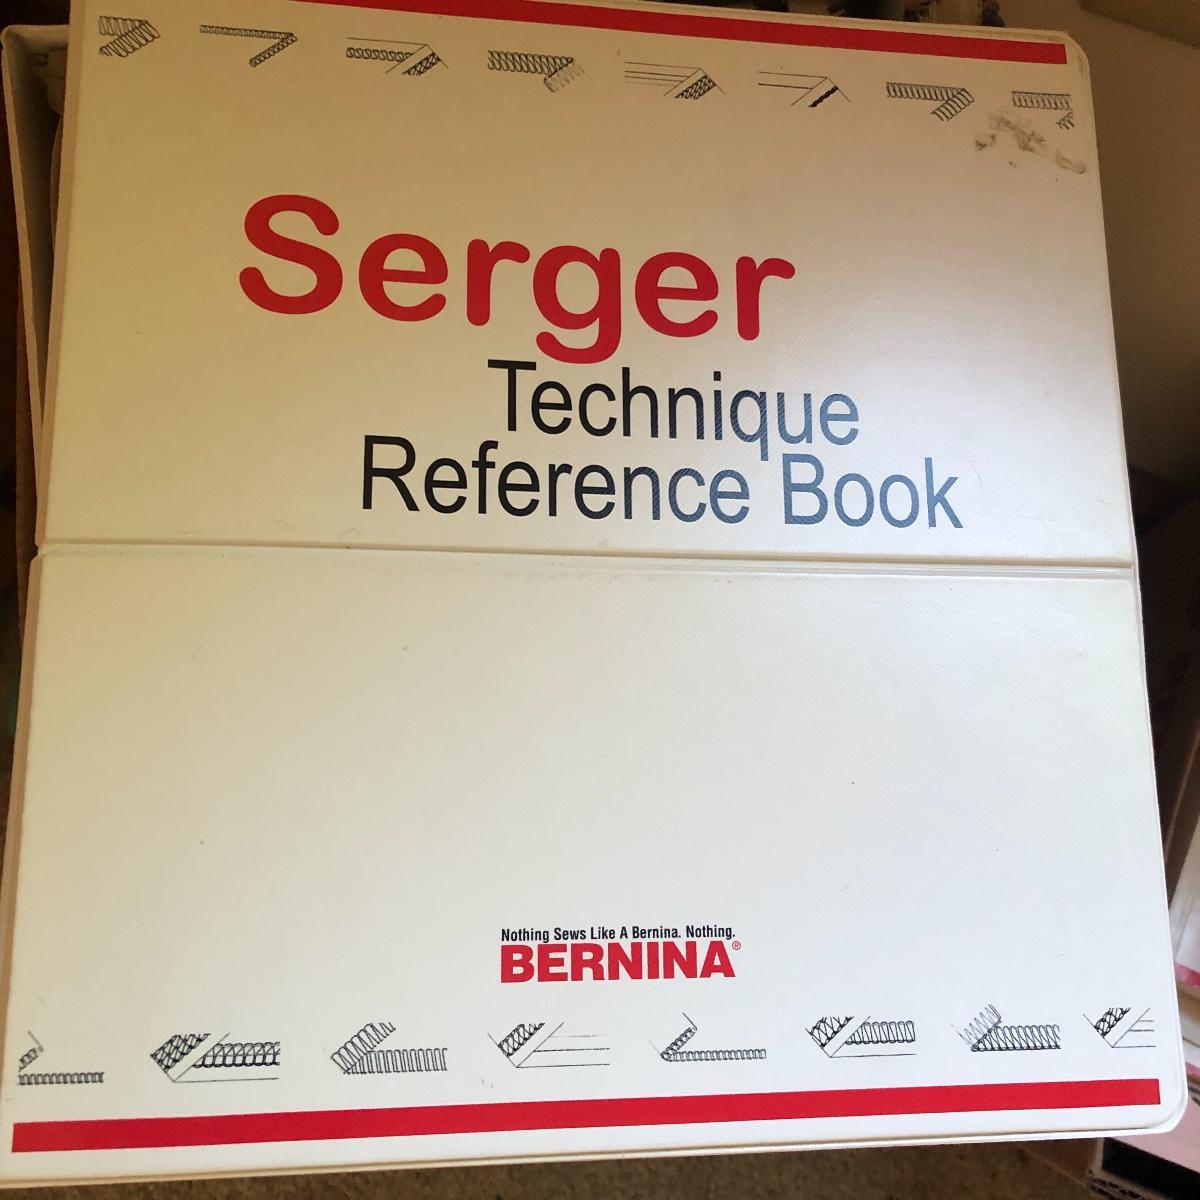 Serger
Technique
Reference Book
Nothing Sews Like A Bernina. Nothing.
BERNINA®